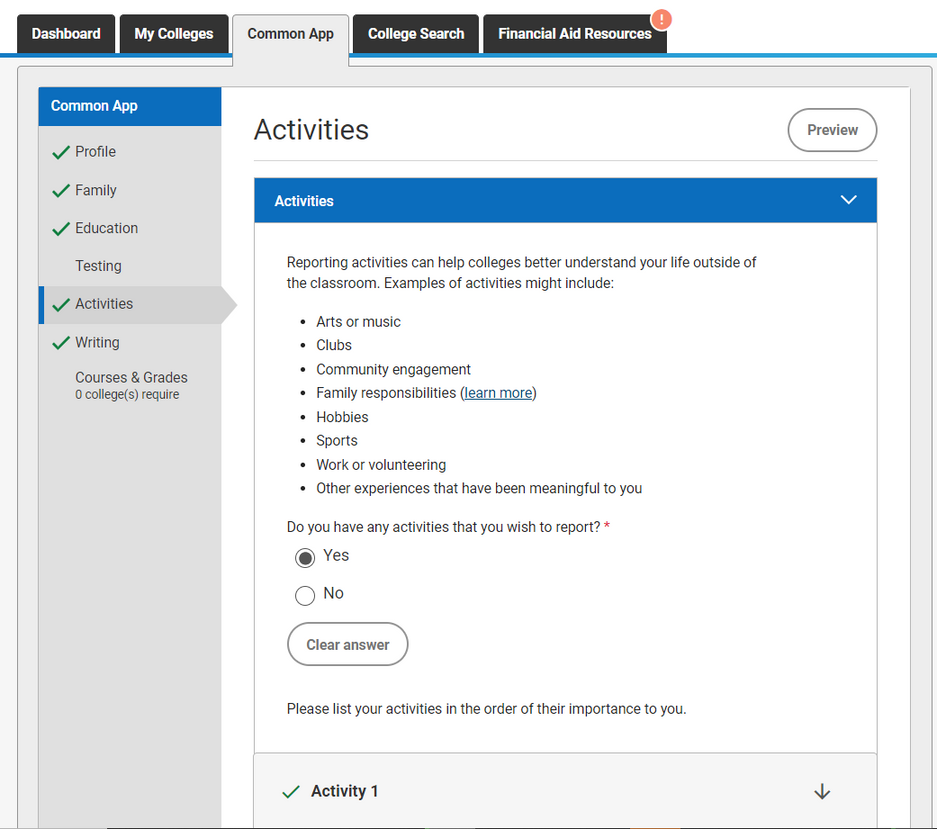 Dashboard
My Colleges
Common App
College Search
Financial Aid Resources
!
Common App
Profile
Family
Education
Testing
Activities
Writing
Courses & Grades
0 college(s) require
Activities
Preview
Activities
Reporting activities can help colleges better understand your life outside of
the classroom. Examples of activities might include:
• Arts or music
• Clubs
• Community engagement
• Family responsibilities (learn more)
• Hobbies
• Sports
• Work or volunteering
• Other experiences that have been meaningful to you
Do you have any activities that you wish to report? *
Yes
No
Clear answer
Please list your activities in the order of their importance to you.
Activity 1